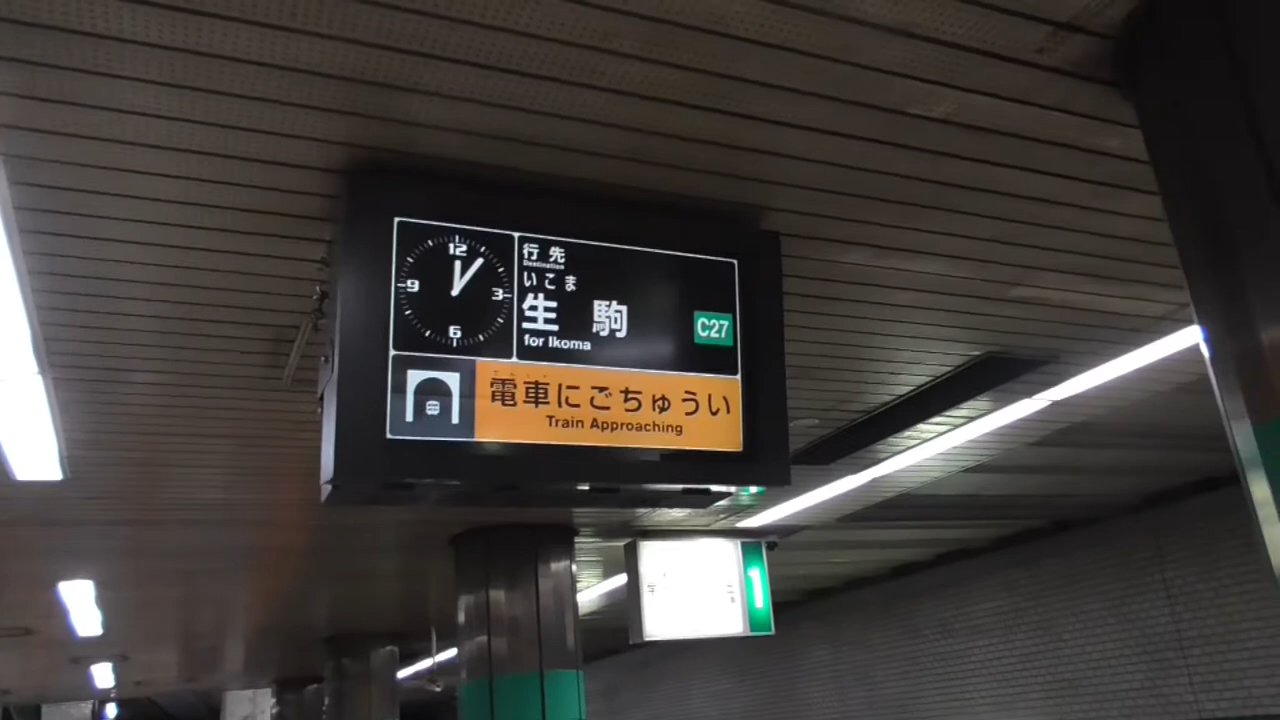 12
9
3
6
行先
Destination
いこま
生駒
for Ikoma
C27
電車にごちゅうい
Train Approaching
1